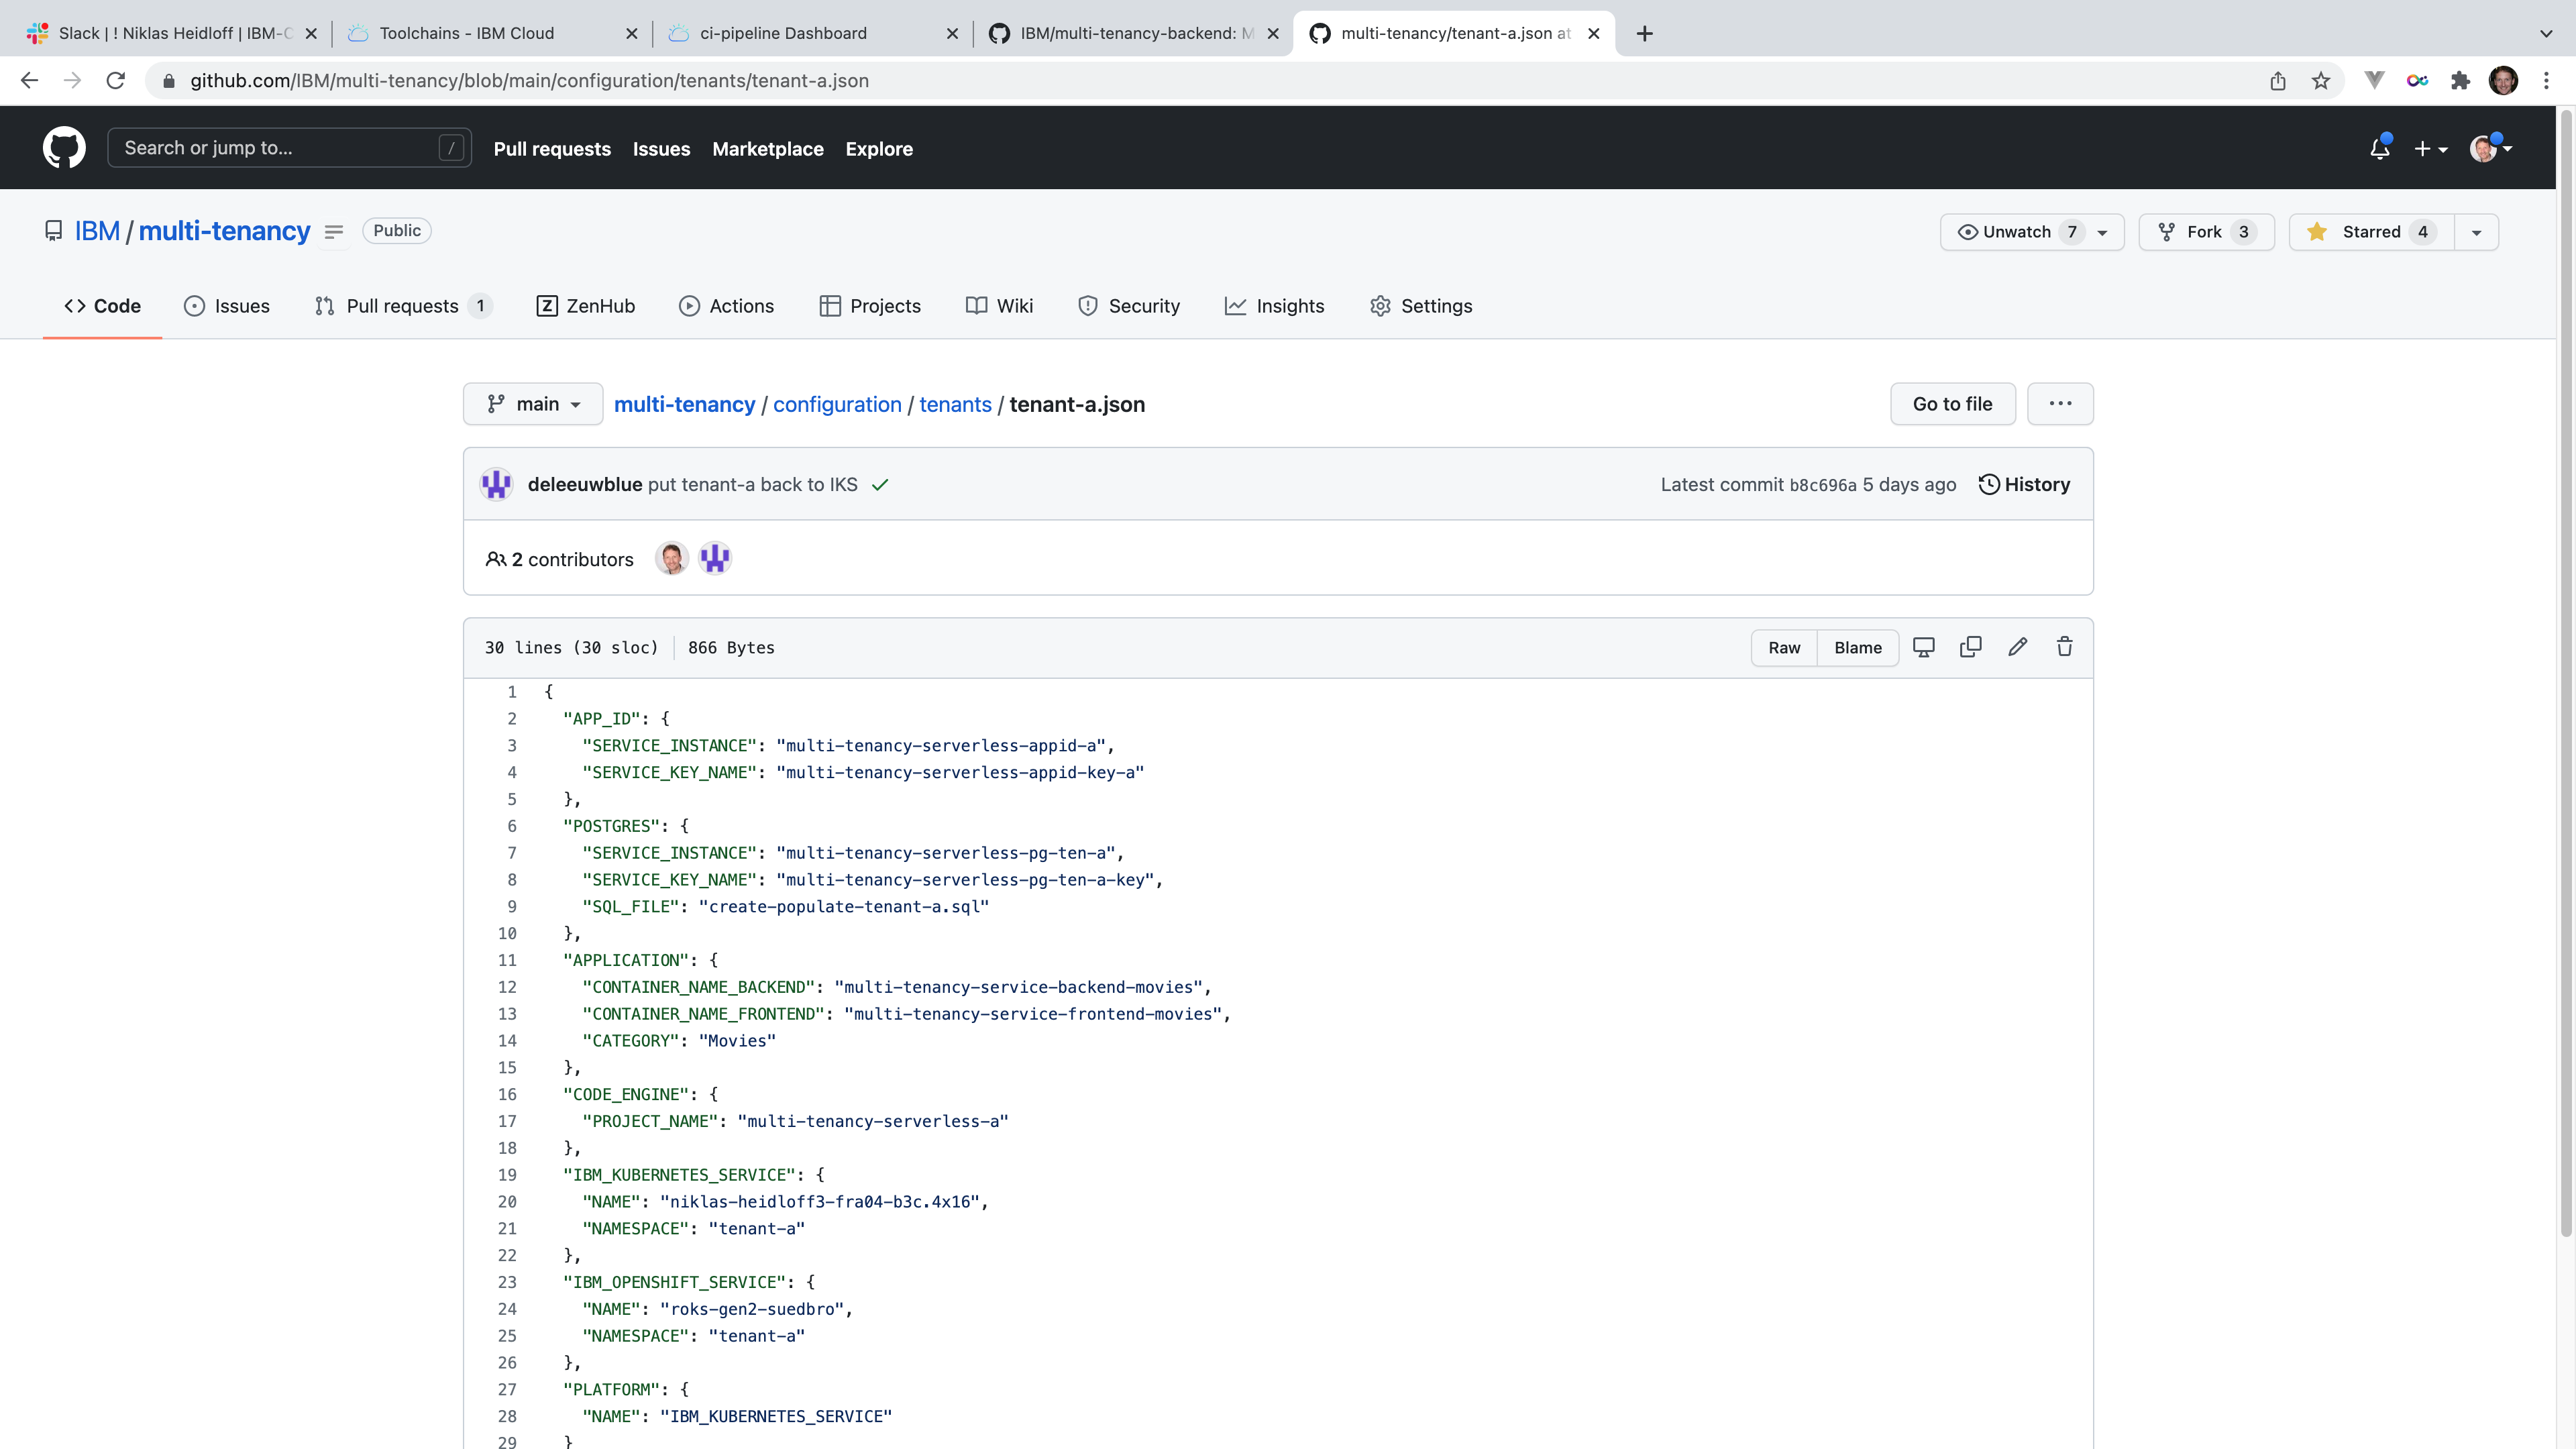 Slack | ! Niklas Heidloff | IBM-C
Toolchains - IBM Cloud
ci-pipeline Dashboard
IBM/multi-tenancy-backend: M
multi-tenancy/tenant-a.json at
github.com/IBM/multi-tenancy/blob/main/configuration/tenants/tenant-a.json
Search or jump to... /
Pull requests Issues Marketplace Explore
IBM / multi-tenancy Public
Unwatch 7 Fork 3 Starred 4
Code Issues Pull requests 1 ZenHub Actions Projects Wiki Security Insights Settings
main multi-tenancy / configuration / tenants / tenant-a.json Go to file ...
deleeuwblue put tenant-a back to IKS Latest commit b8c696a 5 days ago History
2 contributors
30 lines (30 sloc) 866 Bytes Raw Blame
1 {
2 "APP_ID": {
3 "SERVICE_INSTANCE": "multi-tenancy-serverless-appid-a",
4 "SERVICE_KEY_NAME": "multi-tenancy-serverless-appid-key-a"
5 },
6 "POSTGRES": {
7 "SERVICE_INSTANCE": "multi-tenancy-serverless-pg-ten-a",
8 "SERVICE_KEY_NAME": "multi-tenancy-serverless-pg-ten-a-key",
9 "SQL_FILE": "create-populate-tenant-a.sql"
10 },
11 "APPLICATION": {
12 "CONTAINER_NAME_BACKEND": "multi-tenancy-service-backend-movies",
13 "CONTAINER_NAME_FRONTEND": "multi-tenancy-service-frontend-movies",
14 "CATEGORY": "Movies"
15 },
16 "CODE_ENGINE": {
17 "PROJECT_NAME": "multi-tenancy-serverless-a"
18 },
19 "IBM_KUBERNETES_SERVICE": {
20 "NAME": "niklas-heidloff3-fra04-b3c.4x16",
21 "NAMESPACE": "tenant-a"
22 },
23 "IBM_OPENSHIFT_SERVICE": {
24 "NAME": "roks-gen2-suedbro",
25 "NAMESPACE": "tenant-a"
26 },
27 "PLATFORM": {
28 "NAME": "IBM_KUBERNETES_SERVICE"
29 }